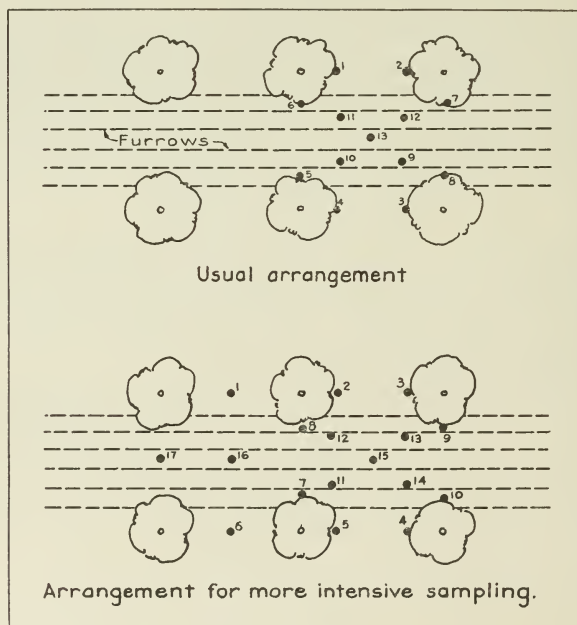 1 2
6 7
11 12
Furrows 13
10 9
5 8
4 3
Usual arrangement
1 2 3
8 9
12 13
17 16 15
11 14
7 10
6 5 4
Arrangement for more intensive sampling.